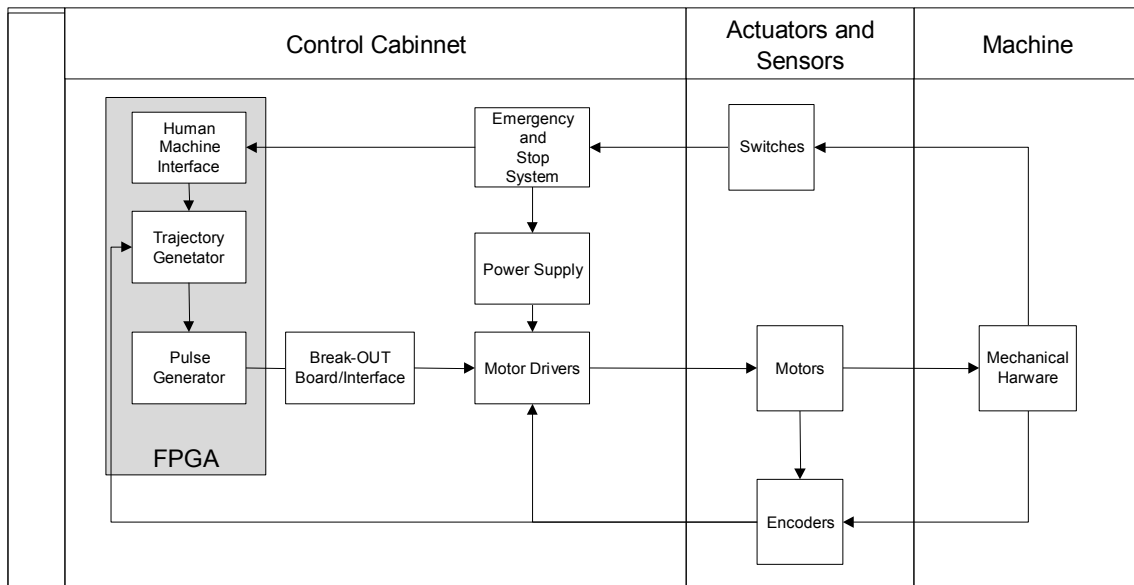 Control Cabinnet
Actuators and
Sensors
Machine
Human
Machine
Interface
Emergency
and
Stop
System
Switches
Trajectory
Genetator
Power Supply
Pulse
Generator
Break-OUT
Board/Interface
Motor Drivers
Motors
Mechanical
Harware
FPGA
Encoders